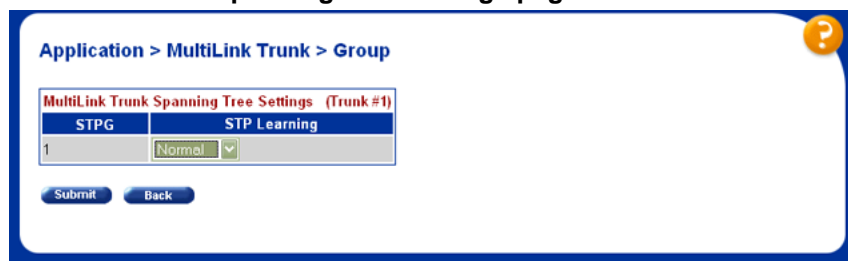 Application > MultiLink Trunk > Group
?
MultiLink Trunk Spanning Tree Settings (Trunk #1)
STPG STP Learning
1 Normal
Submit Back